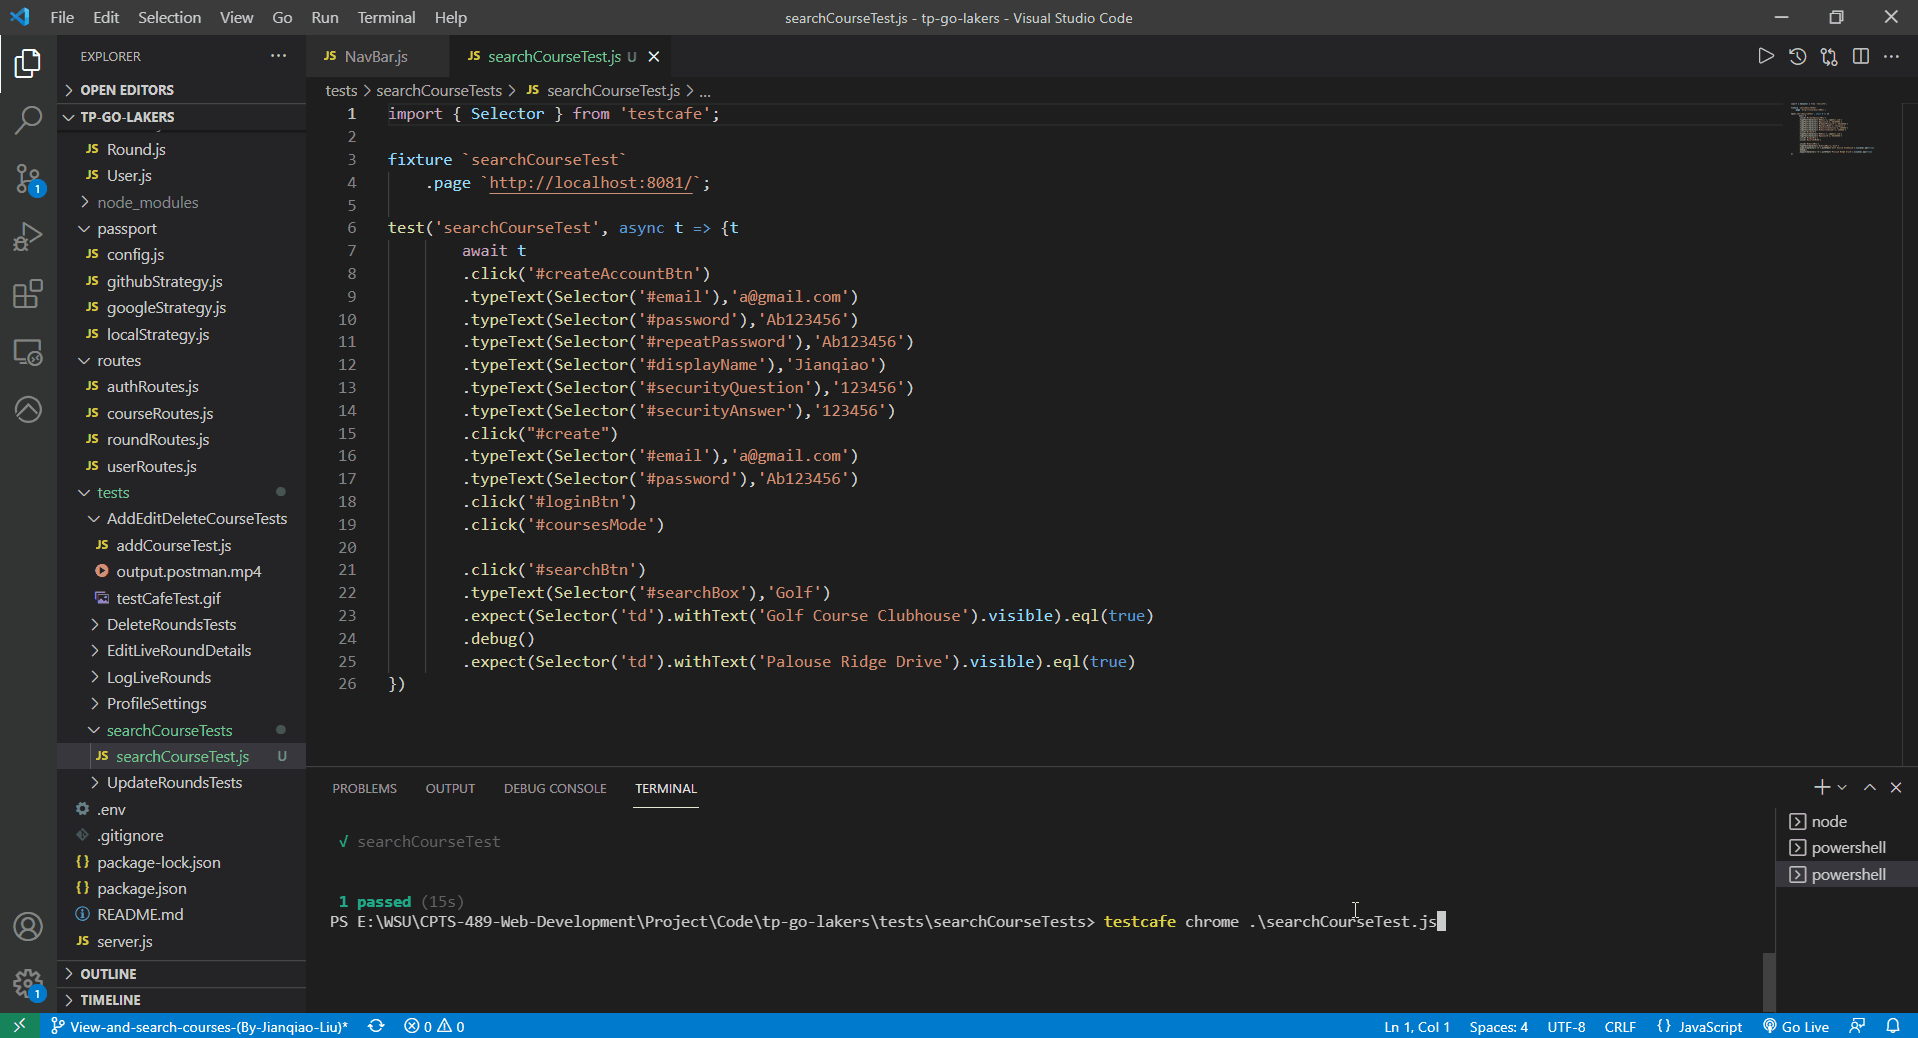 File Edit Selection View Go Run Terminal Help
searchCourseTest.js - tp-go-lakers - Visual Studio Code
EXPLORER
OPEN EDITORS
TP-GO-LAKERS
JS Round.js
JS User.js
node_modules
passport
JS config.js
JS githubStrategy.js
JS googleStrategy.js
JS localStrategy.js
routes
JS authRoutes.js
JS courseRoutes.js
JS roundRoutes.js
JS userRoutes.js
tests
AddEditDeleteCourseTests
JS addCourseTest.js
output.postman.mp4
testCafeTest.gif
DeleteRoundsTests
EditLiveRoundDetails
LogLiveRounds
ProfileSettings
searchCourseTests
JS searchCourseTest.js U
UpdateRoundsTests
.env
.gitignore
{} package-lock.json
{} package.json
README.md
JS server.js
OUTLINE
TIMELINE
1
1
JS NavBar.js
JS searchCourseTest.js U
tests > searchCourseTests > JS searchCourseTest.js > ...
1 import { Selector } from 'testcafe';
2
3 fixture `searchCourseTest`
4 .page `http://localhost:8081/`;
5
6 test('searchCourseTest', async t => {t
7 await t
8 .click('#createAccountBtn')
9 .typeText(Selector('#email'),'a@gmail.com')
10 .typeText(Selector('#password'),'Ab123456')
11 .typeText(Selector('#repeatPassword'),'Ab123456')
12 .typeText(Selector('#displayName'),'Jianqiao')
13 .typeText(Selector('#securityQuestion'),'123456')
14 .typeText(Selector('#securityAnswer'),'123456')
15 .click("#create")
16 .typeText(Selector('#email'),'a@gmail.com')
17 .typeText(Selector('#password'),'Ab123456')
18 .click('#loginBtn')
19 .click('#coursesMode')
20
21 .click('#searchBtn')
22 .typeText(Selector('#searchBox'),'Golf')
23 .expect(Selector('td').withText('Golf Course Clubhouse').visible).eql(true)
24 .debug()
25 .expect(Selector('td').withText('Palouse Ridge Drive').visible).eql(true)
26 })
PROBLEMS OUTPUT DEBUG CONSOLE TERMINAL
√ searchCourseTest
1 passed (15s)
PS E:\WSU\CPTS-489-Web-Development\Project\Code\tp-go-lakers\tests\searchCourseTests> testcafe chrome .\searchCourseTest.js
node
powershell
powershell
View-and-search-courses-(By-Jianqiao-Liu)* 0 0
Ln 1, Col 1 Spaces: 4 UTF-8 CRLF {} JavaScript Go Live